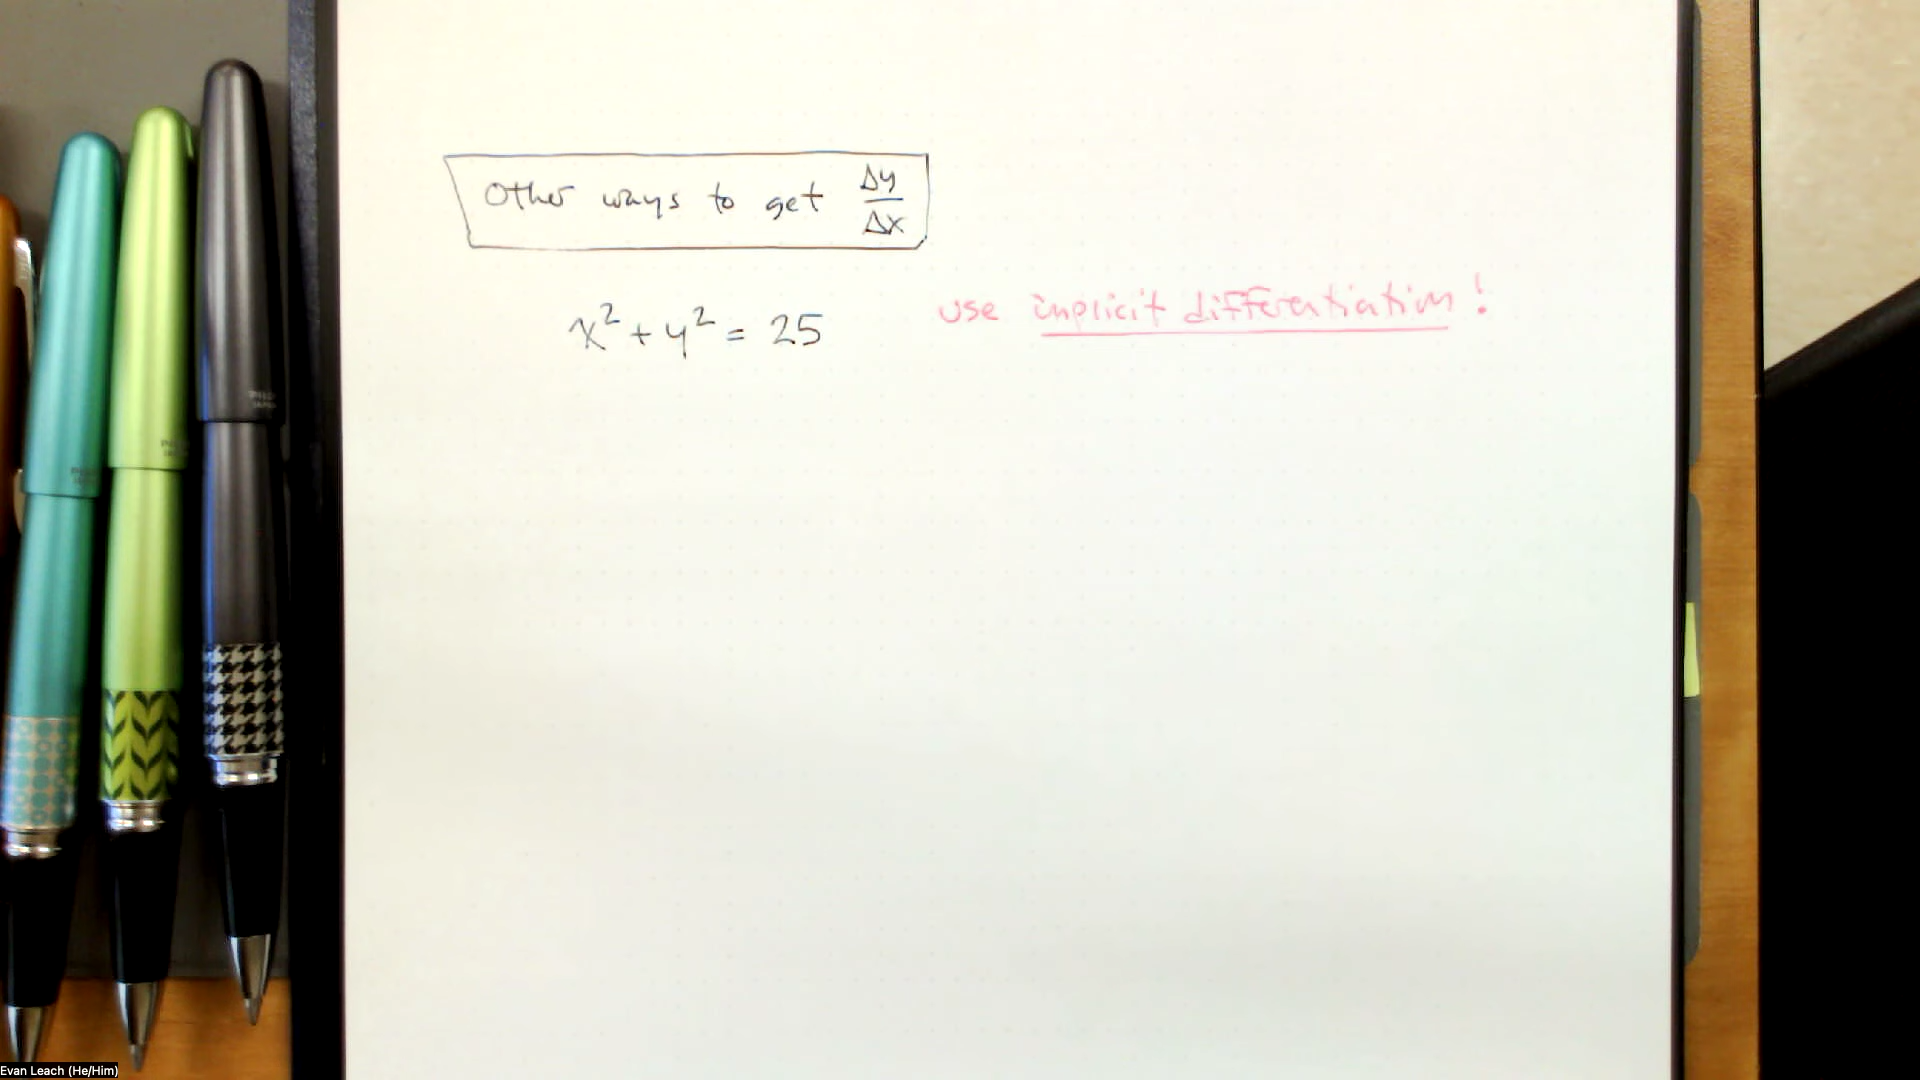 Other ways to get Δy/Δx
x² + y² = 25
use implicit differentiation!
Evan Leach (He/Him)